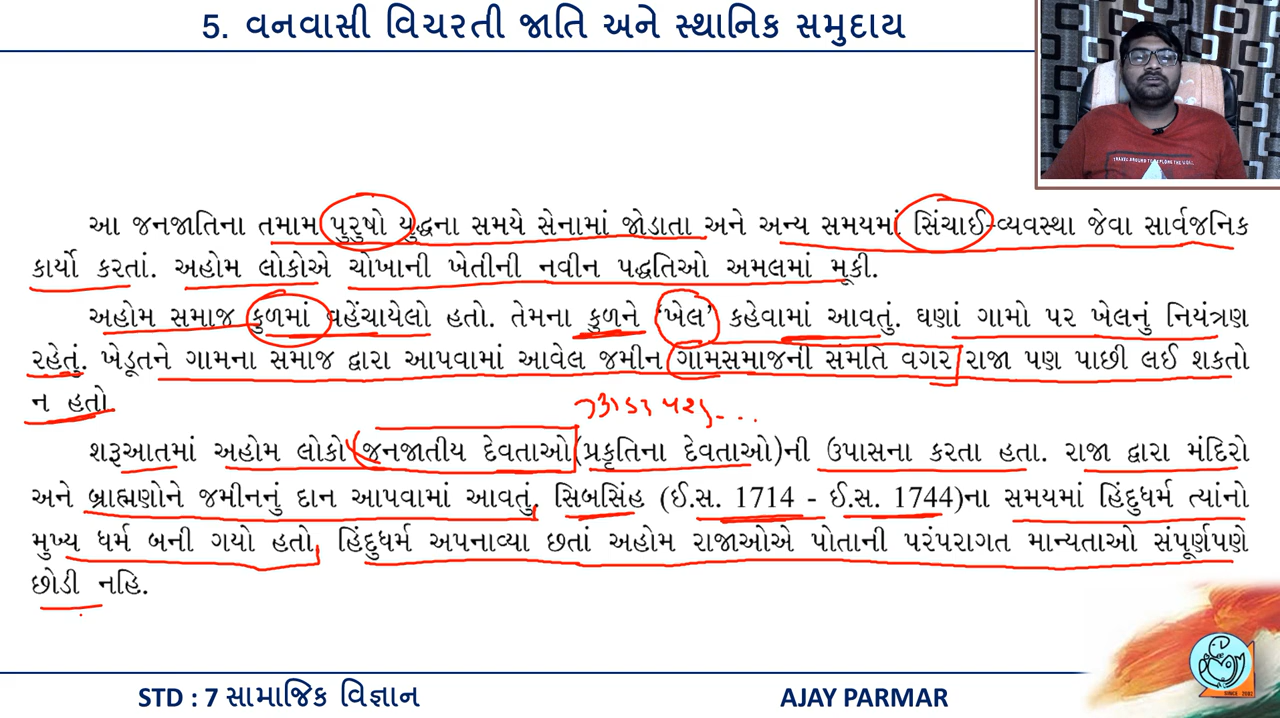 5. વનવાસી વિચરતી જાતિ અને સ્થાનિક સમુદાય
આ જનજાતિના તમામ પુરુષો યુદ્ધના સમયે સેનામાં જોડાતા અને અન્ય સમયમાં સિંચાઈ-વ્યવસ્થા જેવા સાર્વજનિક
કાર્યો કરતાં. અહોમ લોકોએ ચોખાની ખેતીની નવીન પદ્ધતિઓ અમલમાં મૂકી.
અહોમ સમાજ કુળમાં વહેંચાયેલો હતો. તેમના કુળને ‘ખેલ’ કહેવામાં આવતું. ઘણાં ગામો પર ખેલનું નિયંત્રણ
રહેતું. ખેડૂતને ગામના સમાજ દ્વારા આપવામાં આવેલ જમીન ગામસમાજની સંમતિ વગર રાજા પણ પાછી લઈ શકતો
ન હતો.
શરૂઆતમાં અહોમ લોકો જનજાતીય દેવતાઓ (પ્રકૃતિના દેવતાઓ)ની ઉપાસના કરતા હતા. રાજા દ્વારા મંદિરો
અને બ્રાહ્મણોને જમીનનું દાન આપવામાં આવતું. સિબસિંહ (ઈ.સ. 1714 - ઈ.સ. 1744)ના સમયમાં હિંદુધર્મ ત્યાંનો
મુખ્ય ધર્મ બની ગયો હતો. હિંદુધર્મ અપનાવ્યા છતાં અહોમ રાજાઓએ પોતાની પરંપરાગત માન્યતાઓ સંપૂર્ણપણે
છોડી નહિ.
STD : 7 સામાજિક વિજ્ઞાન
AJAY PARMAR
SINCE